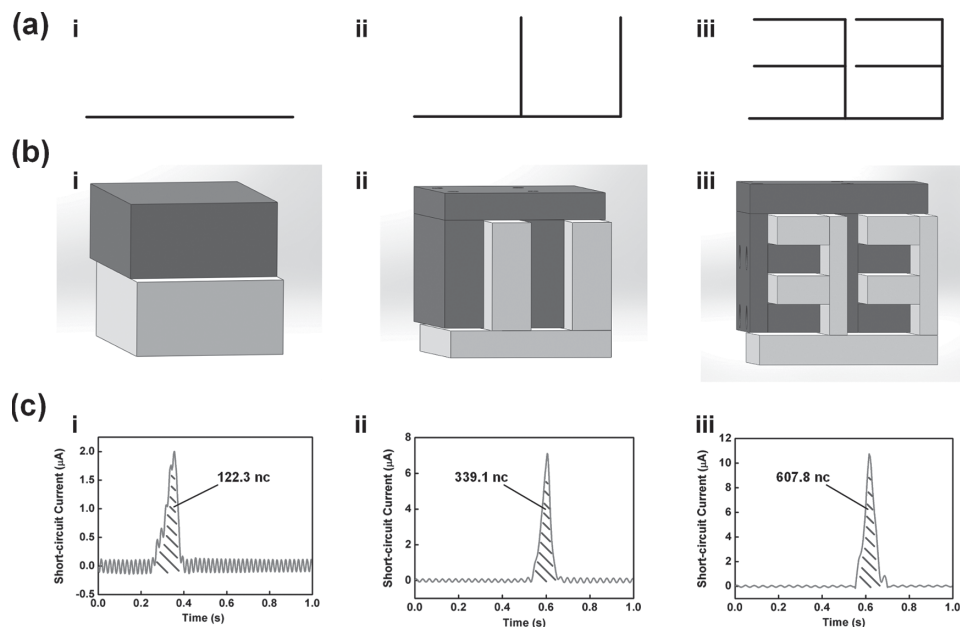 (a) i ii iii
(b)
i ii iii
(c)
i ii iii
2.0
1.5
1.0
0.5
0.0
-0.5
Short-circuit Current (μA)
122.3 nc
0.0 0.2 0.4 0.6 0.8 1.0
Time (s)
8
6
4
2
0
Short-circuit Current (μA)
339.1 nc
0.0 0.2 0.4 0.6 0.8 1.0
Time (s)
12
10
8
6
4
2
0
Short-circuit Current (μA)
607.8 nc
0.0 0.2 0.4 0.6 0.8 1.0
Time (s)